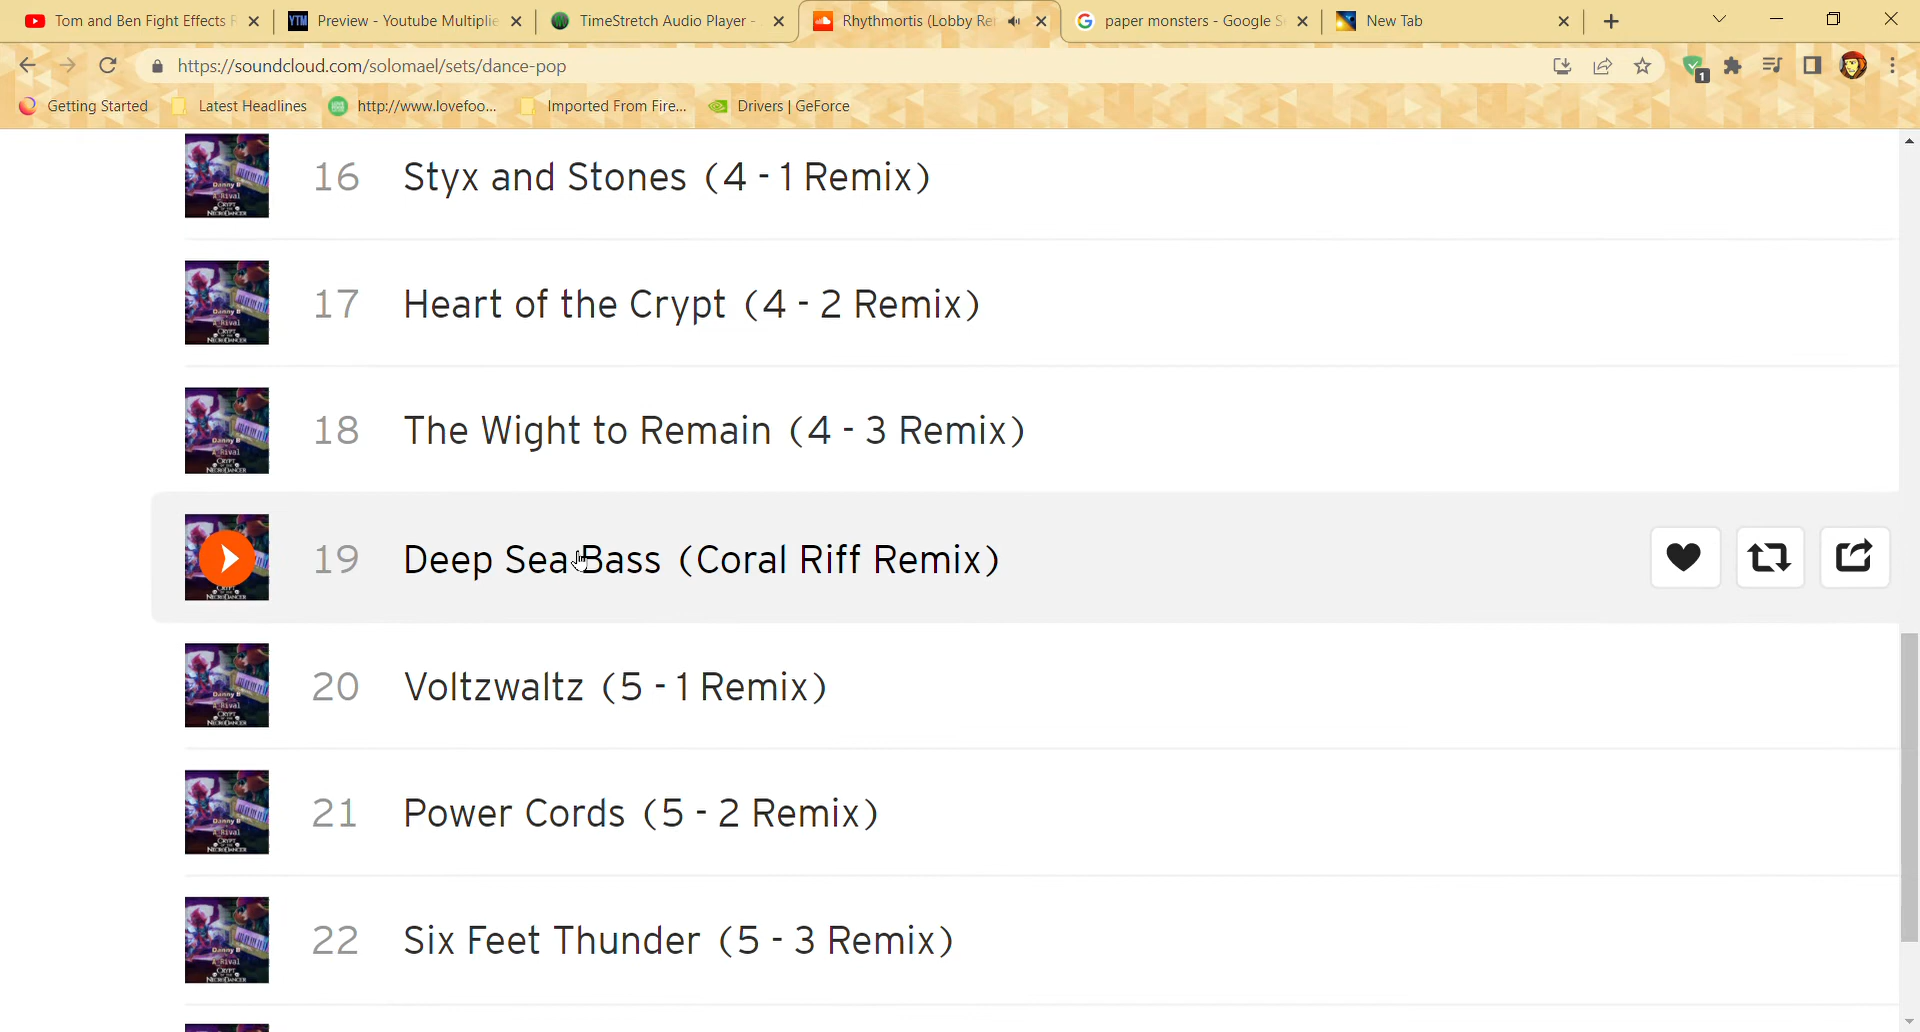 Tom and Ben Fight Effects
Preview - Youtube Multiplie
TimeStretch Audio Player -
Rhythmortis (Lobby Re
paper monsters - Google S
New Tab
https://soundcloud.com/solomael/sets/dance-pop
1
Getting Started
Latest Headlines
http://www.lovefoo...
Imported From Fire...
Drivers | GeForce
16 Styx and Stones (4 - 1 Remix)
17 Heart of the Crypt (4 - 2 Remix)
18 The Wight to Remain (4 - 3 Remix)
19 Deep Sea Bass (Coral Riff Remix)
20 Voltzwaltz (5 - 1 Remix)
21 Power Cords (5 - 2 Remix)
22 Six Feet Thunder (5 - 3 Remix)